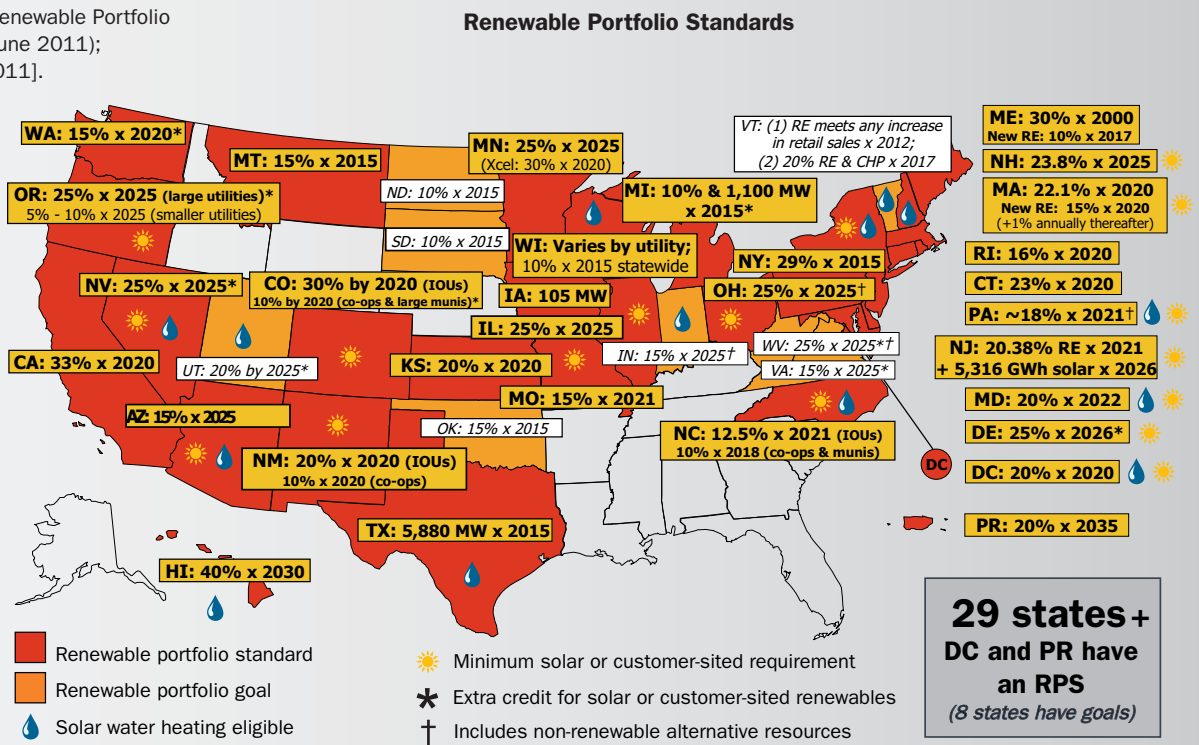 enewable Portfolio
une 2011);
011].
Renewable Portfolio Standards
WA: 15% x 2020*
MT: 15% x 2015
MN: 25% x 2025
(Xcel: 30% x 2020)
VT: (1) RE meets any increase
in retail sales x 2012;
(2) 20% RE & CHP x 2017
ME: 30% x 2000
New RE: 10% x 2017
NH: 23.8% x 2025
OR: 25% x 2025 (large utilities)*
5% - 10% x 2025 (smaller utilities)
ND: 10% x 2015
MI: 10% & 1,100 MW
x 2015*
MA: 22.1% x 2020
New RE: 15% x 2020
(+1% annually thereafter)
SD: 10% x 2015
WI: Varies by utility;
10% x 2015 statewide
NY: 29% x 2015
RI: 16% x 2020
NV: 25% x 2025*
CO: 30% by 2020 (IOUs)
10% by 2020 (co-ops & large munis)*
IA: 105 MW
OH: 25% x 2025†
CT: 23% x 2020
IL: 25% x 2025
PA: ~18% x 2021†
CA: 33% x 2020
UT: 20% by 2025*
KS: 20% x 2020
IN: 15% x 2025†
WV: 25% x 2025*†
VA: 15% x 2025*
NJ: 20.38% RE x 2021
+ 5,316 GWh solar x 2026
MO: 15% x 2021
MD: 20% x 2022
AZ: 15% x 2025
OK: 15% x 2015
NC: 12.5% x 2021 (IOUs)
10% x 2018 (co-ops & munis)
DE: 25% x 2026*
NM: 20% x 2020 (IOUs)
10% x 2020 (co-ops)
DC
DC: 20% x 2020
TX: 5,880 MW x 2015
PR: 20% x 2035
HI: 40% x 2030
29 states +
DC and PR have
an RPS
(8 states have goals)
Renewable portfolio standard
Renewable portfolio goal
Solar water heating eligible
Minimum solar or customer-sited requirement
* Extra credit for solar or customer-sited renewables
† Includes non-renewable alternative resources